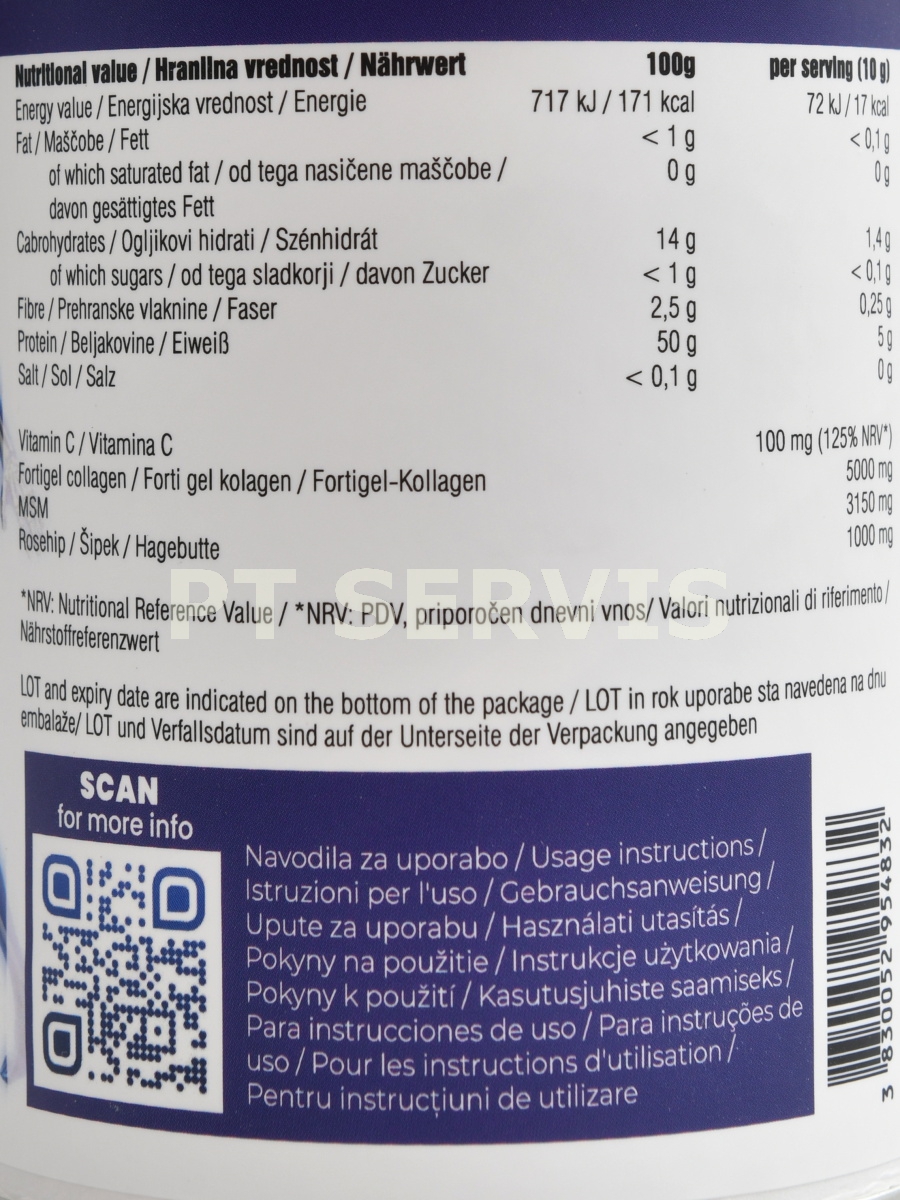 Nutritional value / Hranilna vrednost / Nährwert 100g per serving (10 g)
Energy value / Energijska vrednost / Energie 717 kJ / 171 kcal 72 kJ / 17 kcal
Fat / Maščobe / Fett < 1 g < 0,1 g
of which saturated fat / od tega nasičene maščobe / 0 g 0 g
davon gesättigtes Fett
Cabrohydrates / Ogljikovi hidrati / Szénhidrát 14 g 1,4 g
of which sugars / od tega sladkorji / davon Zucker < 1 g < 0,1 g
Fibre / Prehranske vlaknine / Faser 2,5 g 0,25 g
Protein / Beljakovine / Eiweiß 50 g 5 g
Salt / Sol / Salz < 0,1 g 0 g
Vitamin C / Vitamina C 100 mg (125% NRV*)
Fortigel collagen / Forti gel kolagen / Fortigel-Kollagen 5000 mg
MSM 3150 mg
Rosehip / Šipek / Hagebutte 1000 mg
PT SERVIS
*NRV: Nutritional Reference Value / *NRV: PDV, priporočen dnevni vnos/ Valori nutrizionali di riferimento /
Nährstoffreferenzwert
LOT and expiry date are indicated on the bottom of the package / LOT in rok uporabe sta navedena na dnu
embalaže/ LOT und Verfallsdatum sind auf der Unterseite der Verpackung angegeben
SCAN
for more info
Navodila za uporabo / Usage instructions /
Istruzioni per l'uso / Gebrauchsanweisung /
Upute za uporabu / Használati utasítás /
Pokyny na použitie / Instrukcje użytkowania /
Pokyny k použití / Kasutusjuhiste saamiseks /
Para instrucciones de uso / Para instruções de
uso / Pour les instructions d'utilisation /
Pentru instrucțiuni de utilizare
3 830052 954832